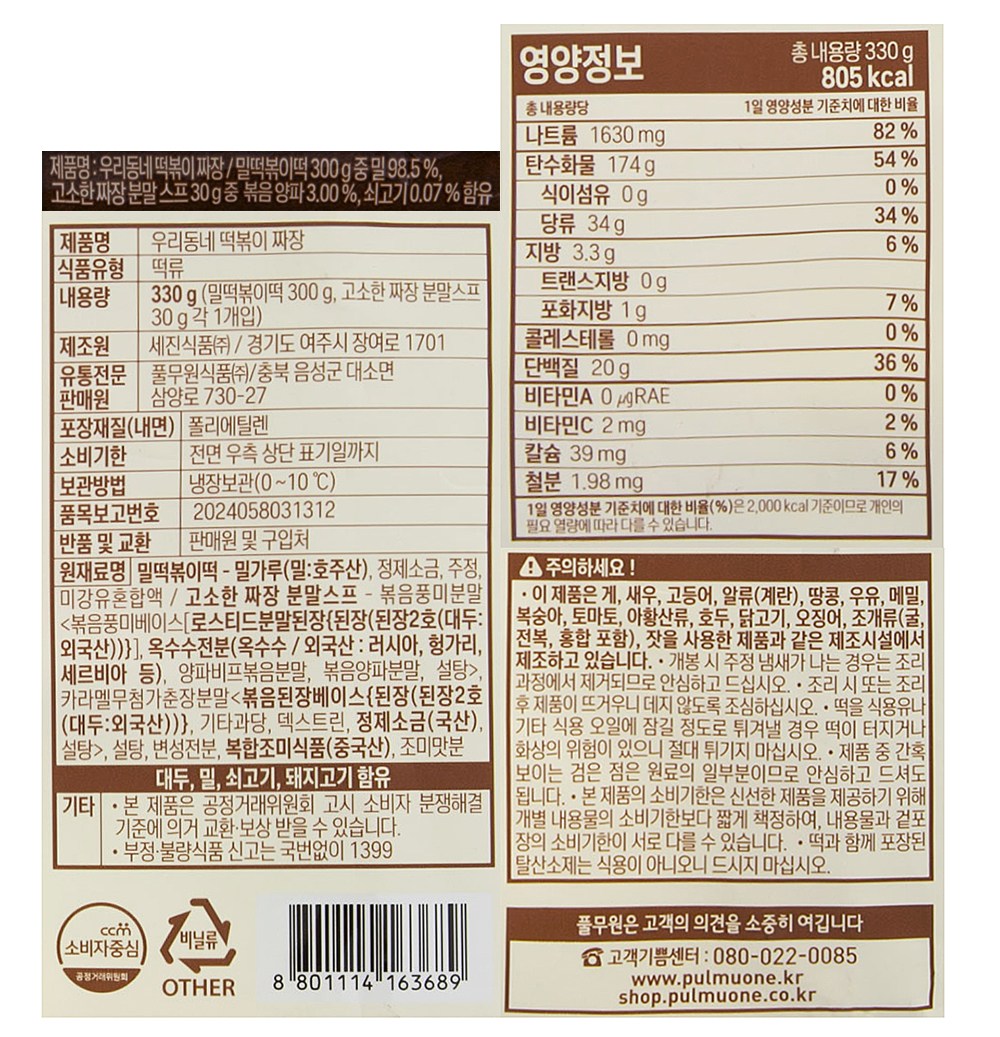 제품명 : 우리동네 떡볶이 짜장 / 밀떡볶이떡 300 g 중 밀 98.5 %,
고소한 짜장 분말 스프 30 g 중 볶음 양파 3.00 %, 쇠고기 0.07 % 함유
제품명 우리동네 떡볶이 짜장
식품유형 떡류
내용량 330 g (밀떡볶이떡 300 g, 고소한 짜장 분말스프
30 g 각 1개입)
제조원 세진식품㈜ / 경기도 여주시 장여로 1701
유통전문 풀무원식품㈜/충북 음성군 대소면
판매원 삼양로 730-27
포장재질(내면) 폴리에틸렌
소비기한 전면 우측 상단 표기일까지
보관방법 냉장보관(0~10 ℃)
품목보고번호 2024058031312
반품 및 교환 판매원 및 구입처
원재료명 밀떡볶이떡 - 밀가루(밀:호주산), 정제소금, 주정,
미강유혼합액 / 고소한 짜장 분말스프 - 볶음풍미분말
<볶음풍미베이스[로스티드분말된장{된장(된장2호(대두:
외국산))}], 옥수수전분(옥수수 / 외국산 : 러시아, 헝가리,
세르비아 등), 양파비프볶음분말, 볶음양파분말, 설탕>,
카라멜무첨가춘장분말<볶음된장베이스{된장(된장2호
(대두:외국산))}, 기타과당, 덱스트린, 정제소금(국산),
설탕>, 설탕, 변성전분, 복합조미식품(중국산), 조미맛분
대두, 밀, 쇠고기, 돼지고기 함유
기타 • 본 제품은 공정거래위원회 고시 소비자 분쟁해결
기준에 의거 교환·보상 받을 수 있습니다.
• 부정·불량식품 신고는 국번없이 1399
ccm
소비자중심
공정거래위원회
비닐류
OTHER
8 801114 163689
영양정보
총 내용량 330 g
805 kcal
총 내용량당 1일 영양성분 기준치에 대한 비율
나트륨 1630 mg 82 %
탄수화물 174 g 54 %
식이섬유 0 g 0 %
당류 34 g 34 %
지방 3.3 g 6 %
트랜스지방 0 g
포화지방 1 g 7 %
콜레스테롤 0 mg 0 %
단백질 20 g 36 %
비타민A 0 μgRAE 0 %
비타민C 2 mg 2 %
칼슘 39 mg 6 %
철분 1.98 mg 17 %
1일 영양성분 기준치에 대한 비율(%)은 2,000 kcal 기준이므로 개인의
필요 열량에 따라 다를 수 있습니다.
주의하세요 !
• 이 제품은 게, 새우, 고등어, 알류(계란), 땅콩, 우유, 메밀,
복숭아, 토마토, 아황산류, 호두, 닭고기, 오징어, 조개류(굴,
전복, 홍합 포함), 잣을 사용한 제품과 같은 제조시설에서
제조하고 있습니다. • 개봉 시 주정 냄새가 나는 경우는 조리
과정에서 제거되므로 안심하고 드십시오. • 조리 시 또는 조리
후 제품이 뜨거우니 데지 않도록 조심하십시오. • 떡을 식용유나
기타 식용 오일에 잠길 정도로 튀겨낼 경우 떡이 터지거나
화상의 위험이 있으니 절대 튀기지 마십시오. • 제품 중 간혹
보이는 검은 점은 원료의 일부분이므로 안심하고 드셔도
됩니다. • 본 제품의 소비기한은 신선한 제품을 제공하기 위해
개별 내용물의 소비기한보다 짧게 책정하여, 내용물과 겉포
장의 소비기한이 서로 다를 수 있습니다. • 떡과 함께 포장된
탈산소제는 식용이 아니오니 드시지 마십시오.
풀무원은 고객의 의견을 소중히 여깁니다
☎ 고객기쁨센터 : 080-022-0085
www.pulmuone.kr
shop.pulmuone.co.kr